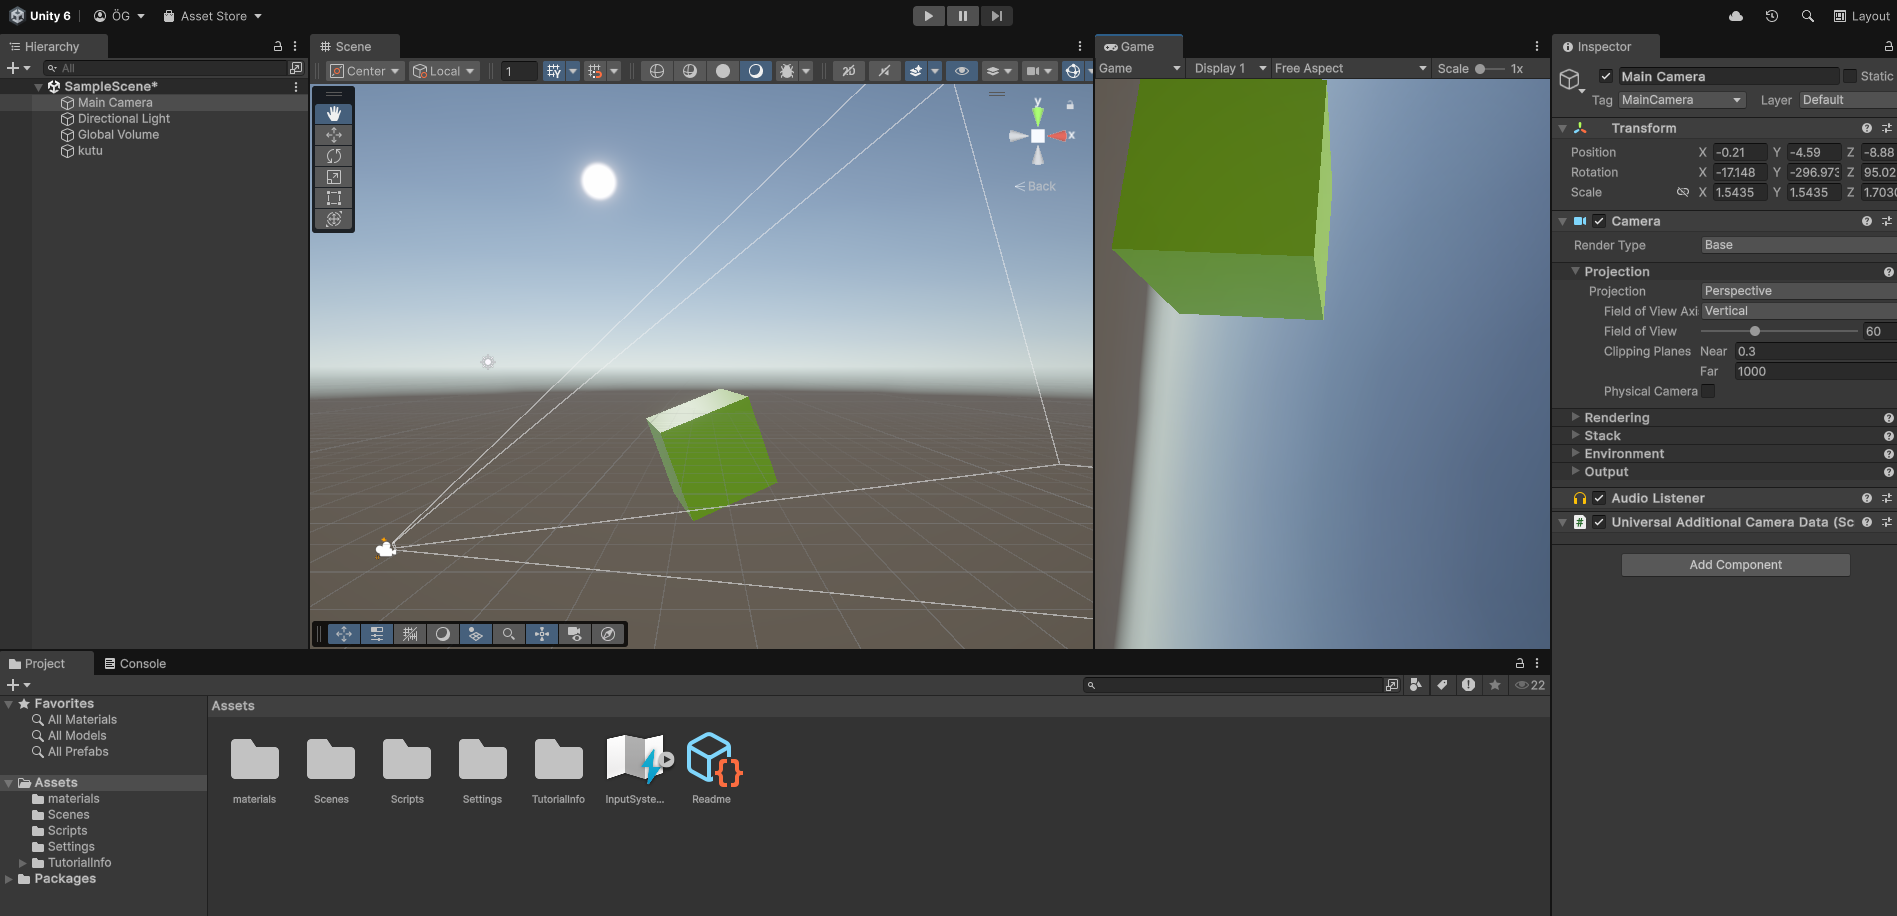 Unity 6 ÖG Asset Store Layout
Hierarchy
All
SampleScene*
Main Camera
Directional Light
Global Volume
kutu
Scene
Center Local 1 2D
y
x
Back
Game
Game Display 1 Free Aspect Scale 1x
Inspector
Main Camera Static
Tag MainCamera Layer Default
Transform
Position X -0.21 Y -4.59 Z -8.88
Rotation X -17.148 Y -296.973 Z 95.02
Scale X 1.5435 Y 1.5435 Z 1.703
Camera
Render Type Base
Projection
Projection Perspective
Field of View Axi Vertical
Field of View 60
Clipping Planes Near 0.3
Far 1000
Physical Camera
Rendering
Stack
Environment
Output
Audio Listener
# Universal Additional Camera Data (Sc
Add Component
Project Console
22
Favorites
All Materials
All Models
All Prefabs
Assets
materials
Scenes
Scripts
Settings
TutorialInfo
Packages
Assets
materials Scenes Scripts Settings TutorialInfo InputSyste... Readme